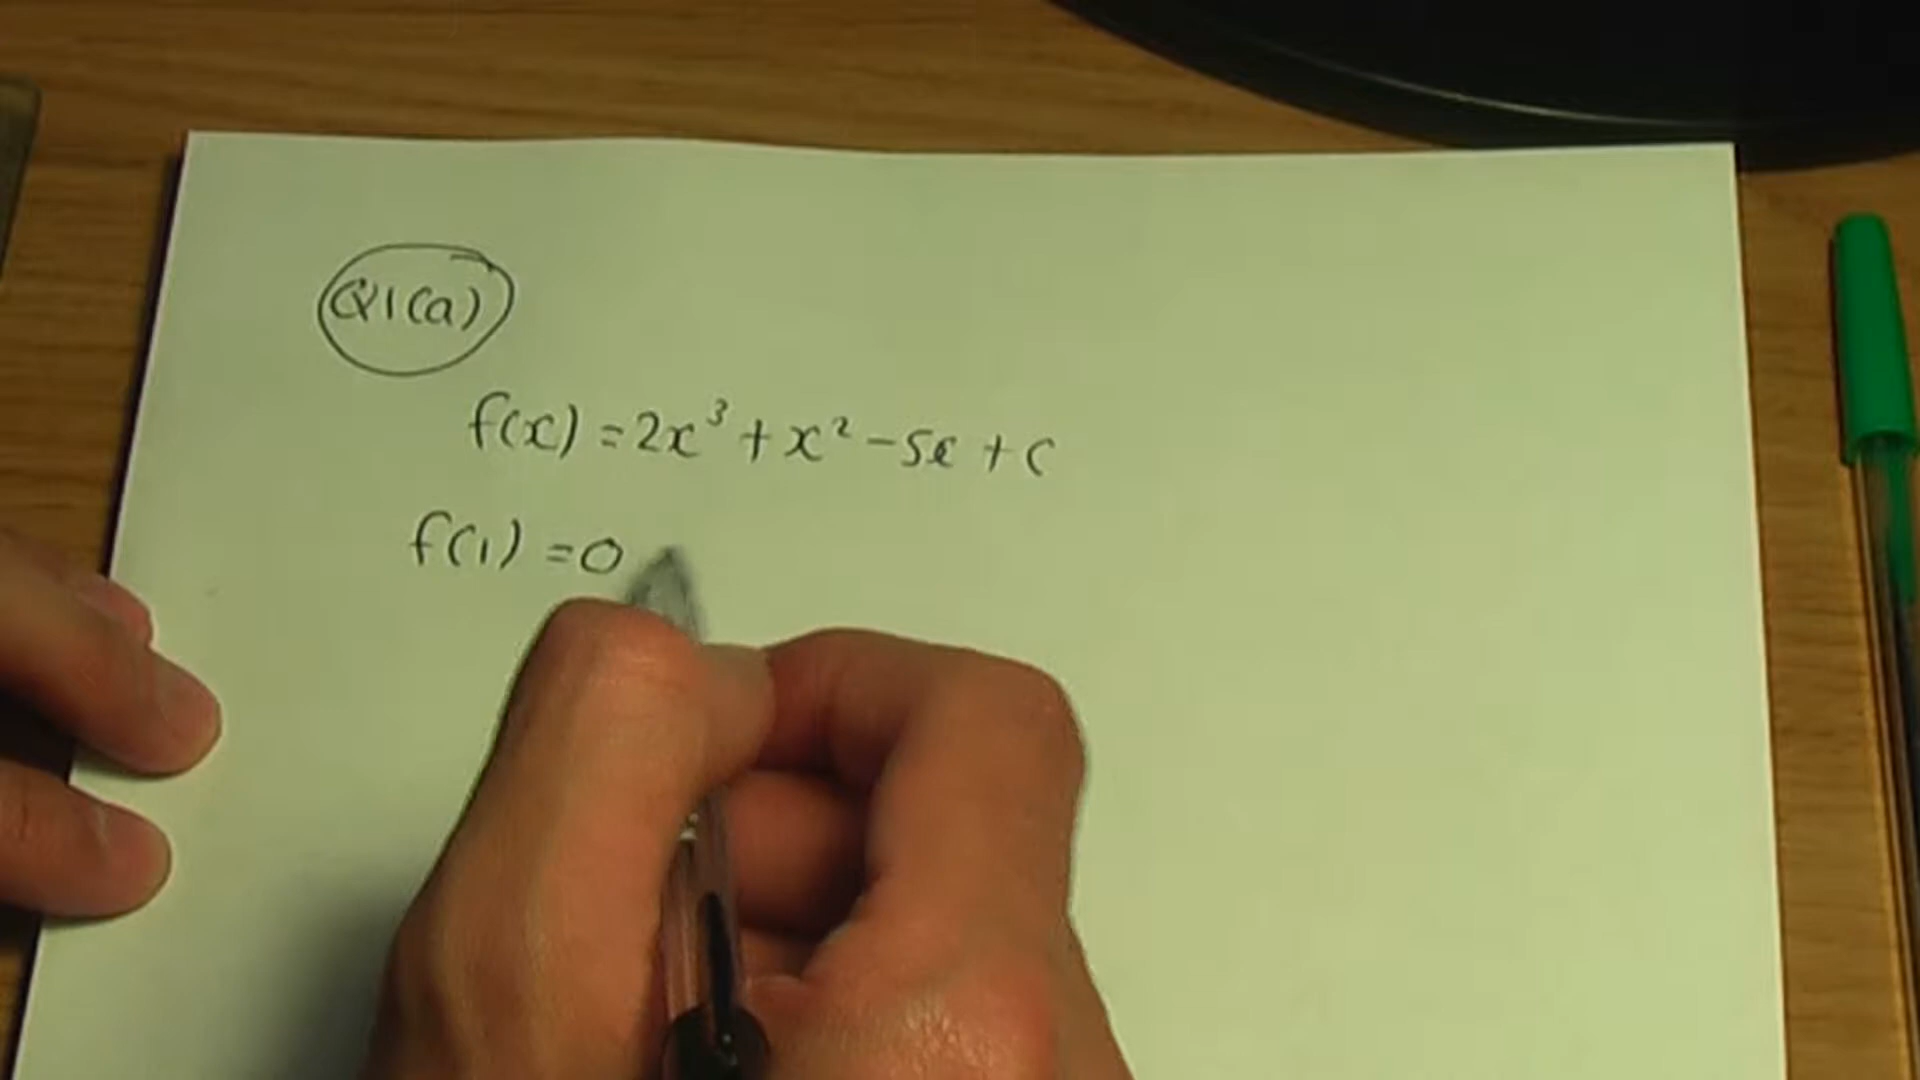 Q1(a)
f(x) = 2x³ + x² - 5x + c
f(1) = 0